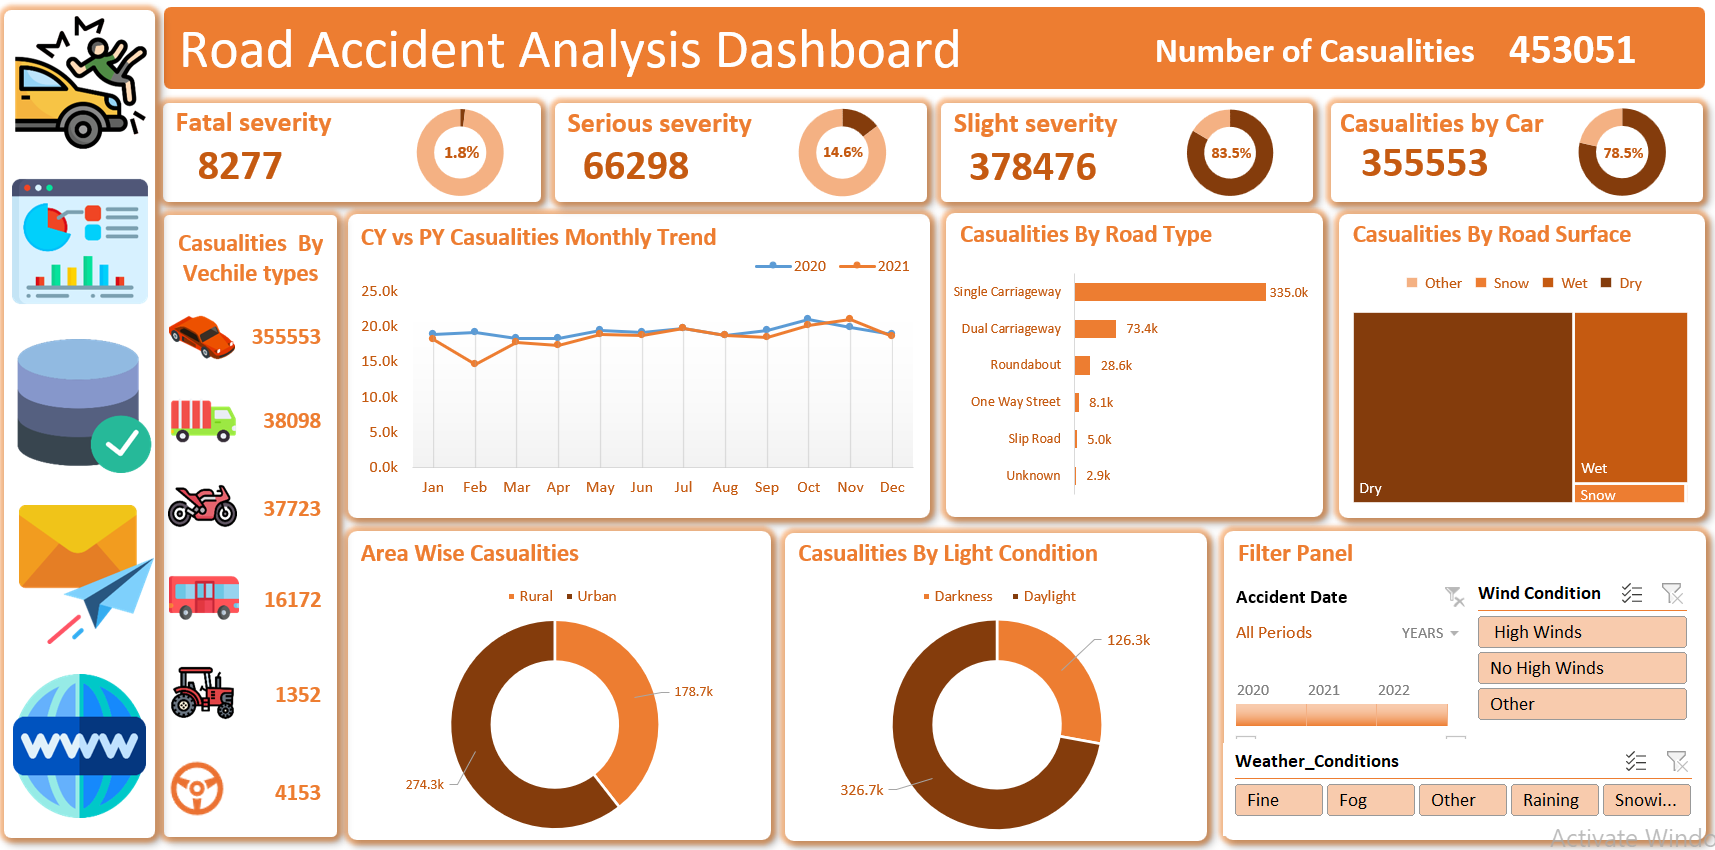 Road Accident Analysis Dashboard
Number of Casualities 453051
Fatal severity
8277
1.8%
Serious severity
66298
14.6%
Slight severity
378476
83.5%
Casualities by Car
355553
78.5%
Casualities By
Vechile types
355553
38098
37723
16172
1352
4153
CY vs PY Casualities Monthly Trend
2020 2021
25.0k
20.0k
15.0k
10.0k
5.0k
0.0k
Jan Feb Mar Apr May Jun Jul Aug Sep Oct Nov Dec
Casualities By Road Type
Single Carriageway 335.0k
Dual Carriageway 73.4k
Roundabout 28.6k
One Way Street 8.1k
Slip Road 5.0k
Unknown 2.9k
Casualities By Road Surface
Other Snow Wet Dry
Dry
Wet
Snow
Area Wise Casualities
Rural Urban
178.7k
274.3k
Casualities By Light Condition
Darkness Daylight
126.3k
326.7k
Filter Panel
Accident Date
All Periods YEARS
2020 2021 2022
Wind Condition
High Winds
No High Winds
Other
Weather_Conditions
Fine Fog Other Raining Snowi...
Activate Windo
WWW